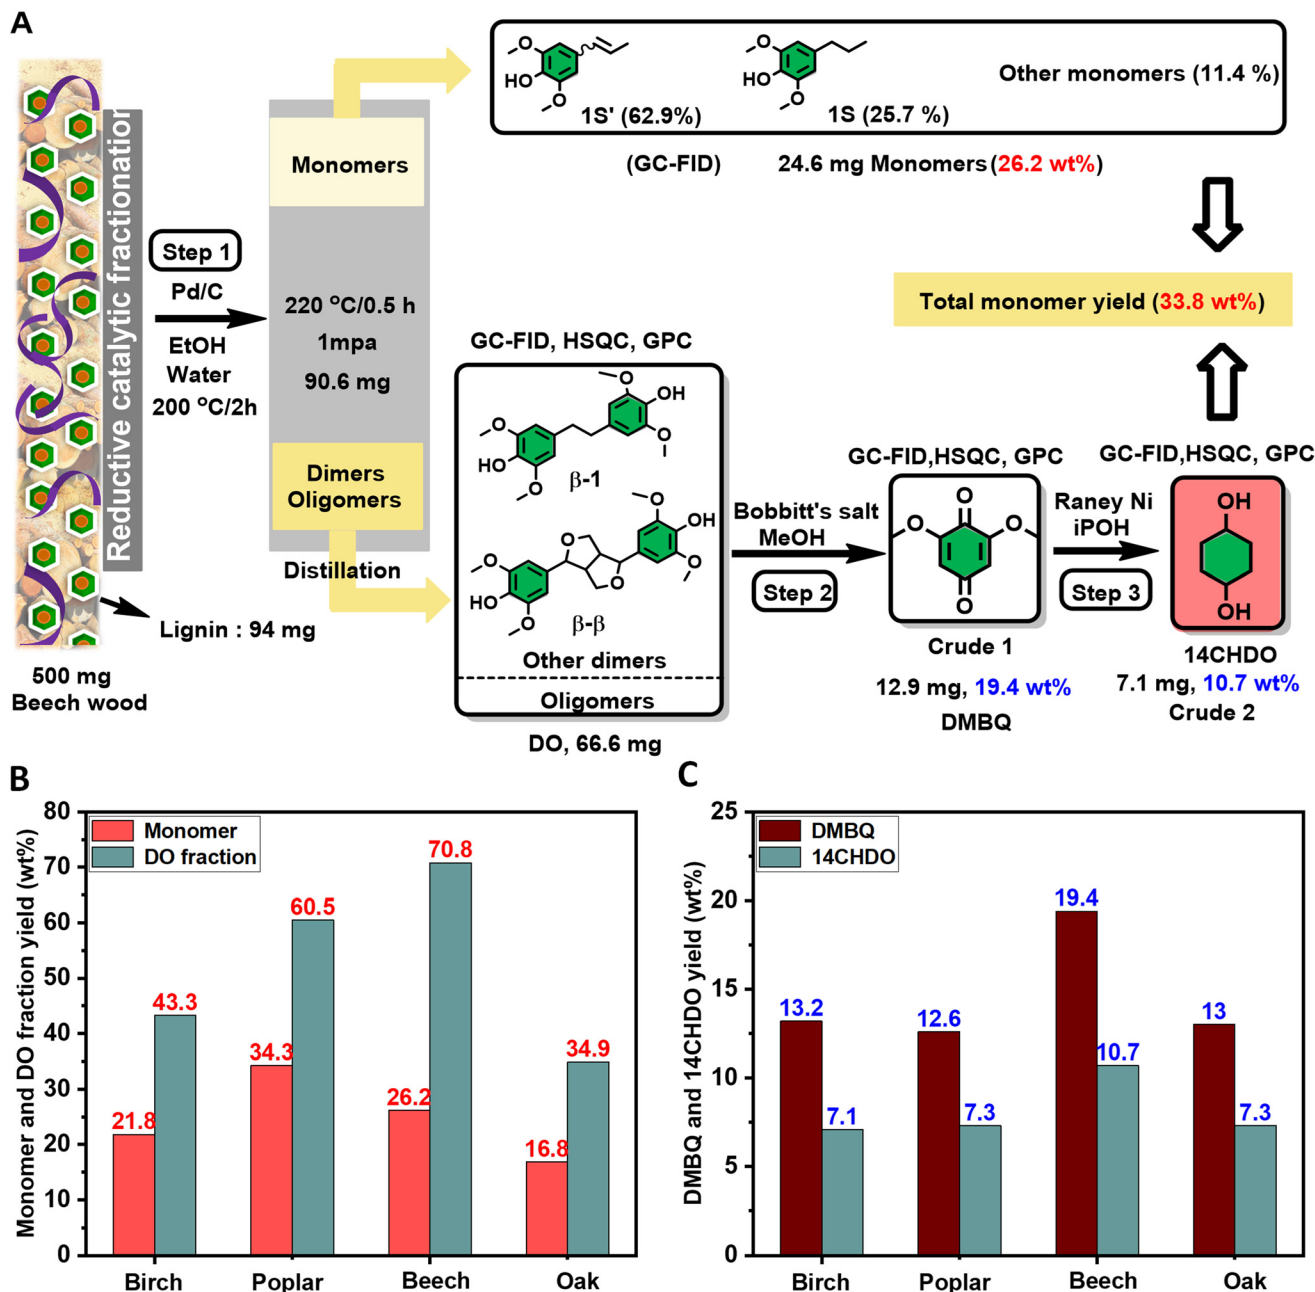 A
Reductive catalytic fractionation
500 mg
Beech wood
Lignin : 94 mg
Step 1
Pd/C
EtOH
Water
200 °C/2h
Monomers
220 °C/0.5 h
1mpa
90.6 mg
Dimers
Oligomers
Distillation
O
O
HO
1S' (62.9%)
O
O
HO
1S (25.7 %)
Other monomers (11.4 %)
(GC-FID)
24.6 mg Monomers (26.2 wt%)
Total monomer yield (33.8 wt%)
GC-FID, HSQC, GPC
O
OH
O
O
HO
O
β-1
O
OH
O
O
O
O
HO
O
β-β
Other dimers
Oligomers
DO, 66.6 mg
Bobbitt's salt
MeOH
Step 2
GC-FID,HSQC, GPC
O
O
O
O
Crude 1
12.9 mg, 19.4 wt%
DMBQ
Raney Ni
iPOH
Step 3
GC-FID,HSQC, GPC
OH
OH
14CHDO
7.1 mg, 10.7 wt%
Crude 2
B
Monomer and DO fraction yield (wt%)
80
70
60
50
40
30
20
10
0
Monomer
DO fraction
21.8
43.3
34.3
60.5
26.2
70.8
16.8
34.9
Birch
Poplar
Beech
Oak
C
DMBQ and 14CHDO yield (wt%)
25
20
15
10
5
0
DMBQ
14CHDO
13.2
7.1
12.6
7.3
19.4
10.7
13
7.3
Birch
Poplar
Beech
Oak